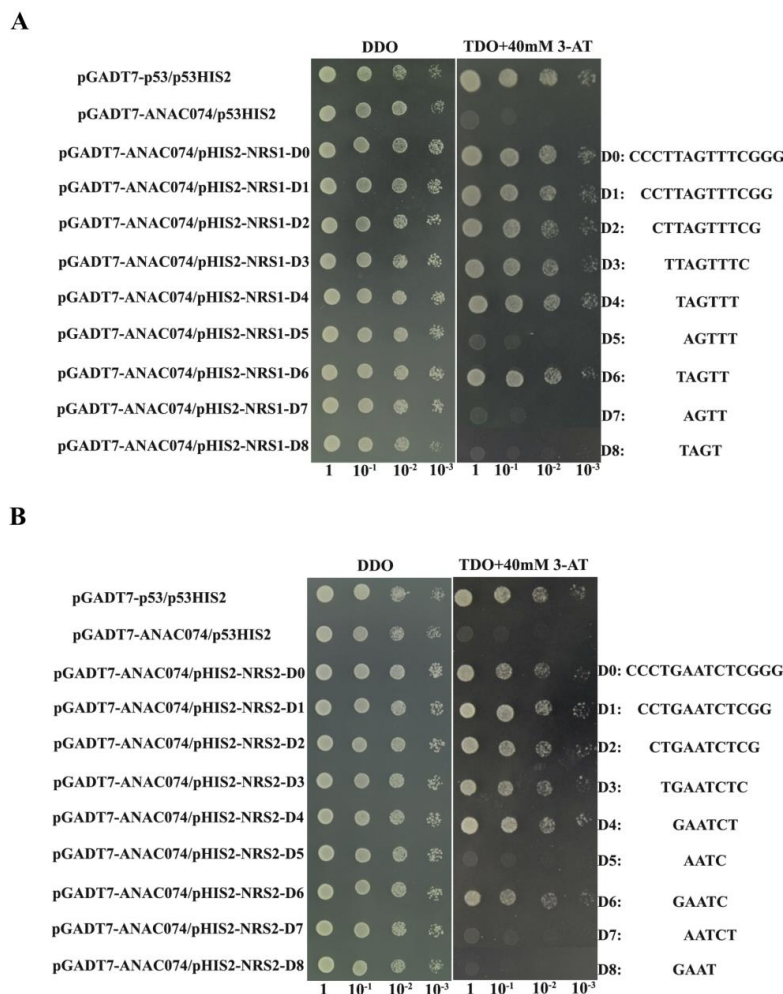 A
DDO TDO+40mM 3-AT
pGADT7-p53/p53HIS2
pGADT7-ANAC074/p53HIS2
pGADT7-ANAC074/pHIS2-NRS1-D0 D0: CCCTTAGTTTCGGG
pGADT7-ANAC074/pHIS2-NRS1-D1 D1: CCTTAGTTTCGG
pGADT7-ANAC074/pHIS2-NRS1-D2 D2: CTTAGTTTCG
pGADT7-ANAC074/pHIS2-NRS1-D3 D3: TTAGTTTC
pGADT7-ANAC074/pHIS2-NRS1-D4 D4: TAGTTT
pGADT7-ANAC074/pHIS2-NRS1-D5 D5: AGTTT
pGADT7-ANAC074/pHIS2-NRS1-D6 D6: TAGTT
pGADT7-ANAC074/pHIS2-NRS1-D7 D7: AGTT
pGADT7-ANAC074/pHIS2-NRS1-D8 D8: TAGT
1 10⁻¹ 10⁻² 10⁻³ 1 10⁻¹ 10⁻² 10⁻³
B
DDO TDO+40mM 3-AT
pGADT7-p53/p53HIS2
pGADT7-ANAC074/p53HIS2
pGADT7-ANAC074/pHIS2-NRS2-D0 D0: CCCTGAATCTCGGG
pGADT7-ANAC074/pHIS2-NRS2-D1 D1: CCTGAATCTCGG
pGADT7-ANAC074/pHIS2-NRS2-D2 D2: CTGAATCTCG
pGADT7-ANAC074/pHIS2-NRS2-D3 D3: TGAATCTC
pGADT7-ANAC074/pHIS2-NRS2-D4 D4: GAATCT
pGADT7-ANAC074/pHIS2-NRS2-D5 D5: AATC
pGADT7-ANAC074/pHIS2-NRS2-D6 D6: GAATC
pGADT7-ANAC074/pHIS2-NRS2-D7 D7: AATCT
pGADT7-ANAC074/pHIS2-NRS2-D8 D8: GAAT
1 10⁻¹ 10⁻² 10⁻³ 1 10⁻¹ 10⁻² 10⁻³